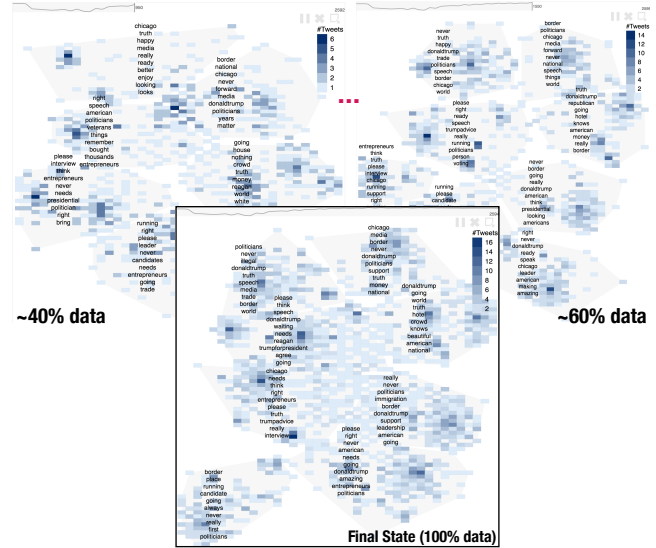 950
2592
#Tweets
6
5
4
3
2
1
chicago
truth
happy
media
really
ready
better
enjoy
looking
looks
border
national
chicago
never
forward
media
donaldtrump
politicians
years
matter
right
speech
american
politicians
veterans
things
remember
bought
thousands
entrepreneurs
please
interview
think
entrepreneurs
never
needs
presidential
politician
right
bring
going
house
nothing
crowd
truth
money
reagan
world
white
running
right
please
leader
never
candidates
needs
entrepreneurs
going
trade
~40% data
#Tweets
14
12
10
8
6
4
2
never
truth
happy
donaldtrump
trade
politicians
speech
border
chicago
world
border
politicians
chicago
media
forward
never
national
speech
things
world
truth
donaldtrump
republican
going
hotel
knows
american
money
really
border
please
right
ready
speech
trumpadvice
really
running
politicians
person
voting
entrepreneurs
think
truth
please
interview
chicago
running
support
right
running
please
candidate
never
border
going
really
donaldtrump
american
think
presidential
looking
americans
right
never
donaldtrump
ready
speak
chicago
leader
american
making
amazing
~60% data
#Tweets
16
14
12
10
8
6
4
2
chicago
media
border
never
donaldtrump
politicians
support
truth
money
national
politicians
never
illegal
donaldtrump
truth
speech
media
trade
border
world
please
think
speech
donaldtrump
waiting
needs
reagan
trumpforpresident
agree
going
donaldtrump
going
world
truth
hotel
crowd
knows
beautiful
american
national
chicago
needs
think
right
entrepreneurs
please
truth
trumpadvice
really
interview
really
never
politicians
immigration
border
donaldtrump
support
leadership
american
going
please
right
never
american
needs
going
donaldtrump
amazing
entrepreneurs
politicians
border
place
running
candidate
going
always
never
really
first
politicians
Final State (100% data)